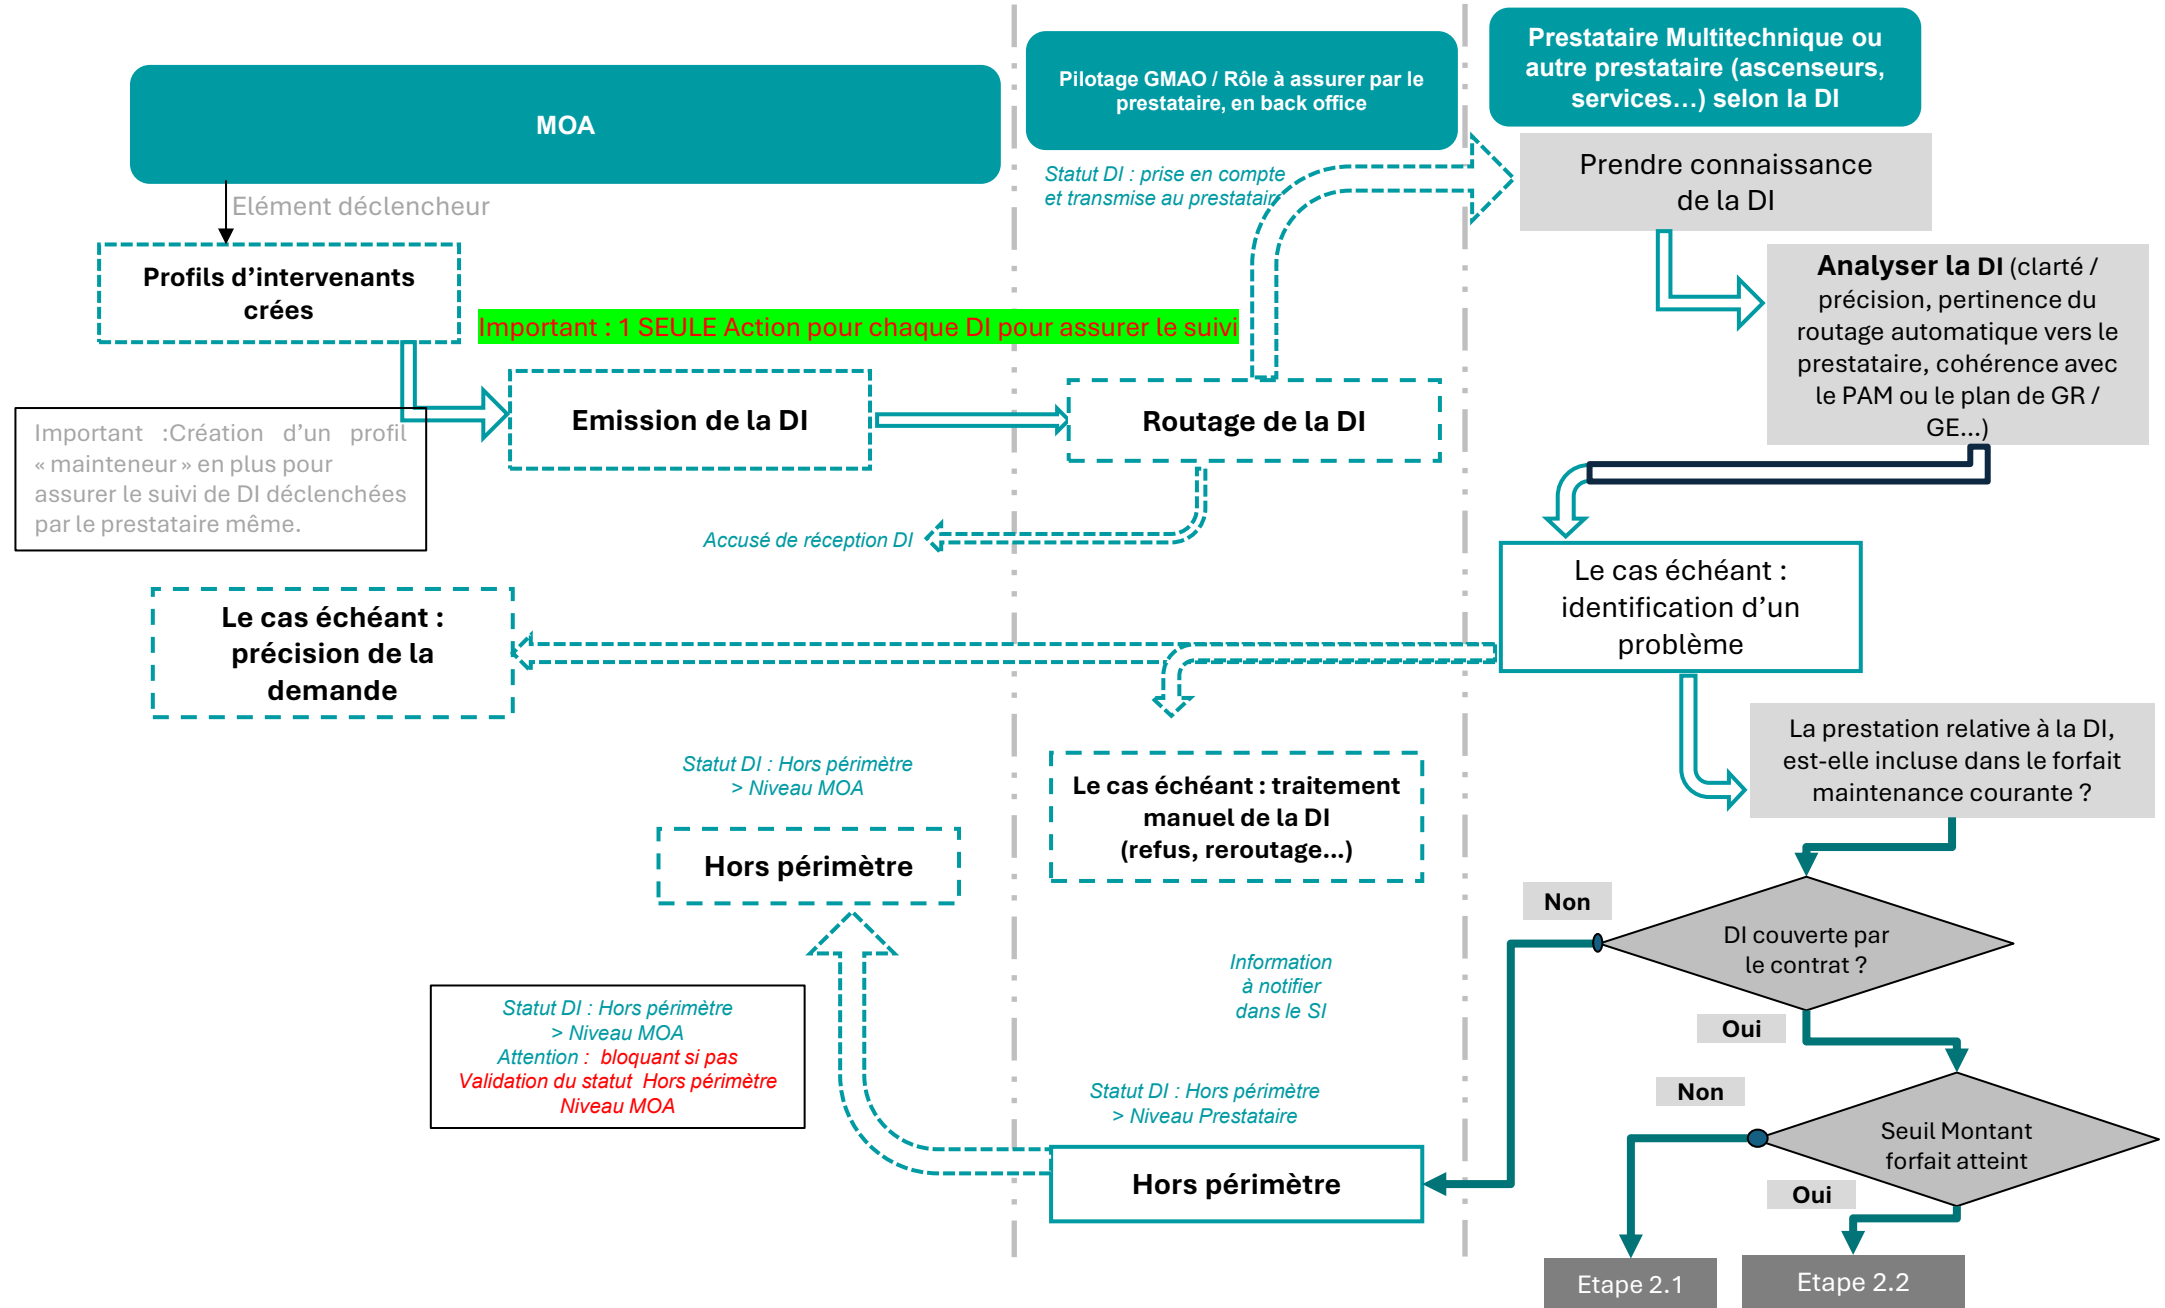 MOA
Pilotage GMAO / Rôle à assurer par le
prestataire, en back office
Prestataire Multitechnique ou
autre prestataire (ascenseurs,
services…) selon la DI
Elément déclencheur
Statut DI : prise en compte
et transmise au prestataire
Prendre connaissance
de la DI
Profils d’intervenants
crées
Analyser la DI (clarté /
précision, pertinence du
routage automatique vers le
prestataire, cohérence avec
le PAM ou le plan de GR /
GE...)
Important : 1 SEULE Action pour chaque DI pour assurer le suivi
Emission de la DI
Routage de la DI
Important :Création d’un profil
« mainteneur » en plus pour
assurer le suivi de DI déclenchées
par le prestataire même.
Accusé de réception DI
Le cas échéant :
identification d’un
problème
Le cas échéant :
précision de la
demande
La prestation relative à la DI,
est-elle incluse dans le forfait
maintenance courante ?
Statut DI : Hors périmètre
> Niveau MOA
Le cas échéant : traitement
manuel de la DI
(refus, reroutage...)
Hors périmètre
Non
DI couverte par
le contrat ?
Information
à notifier
dans le SI
Statut DI : Hors périmètre
> Niveau MOA
Attention : bloquant si pas
Validation du statut Hors périmètre
Niveau MOA
Oui
Non
Statut DI : Hors périmètre
> Niveau Prestataire
Seuil Montant
forfait atteint
Hors périmètre
Oui
Etape 2.1
Etape 2.2